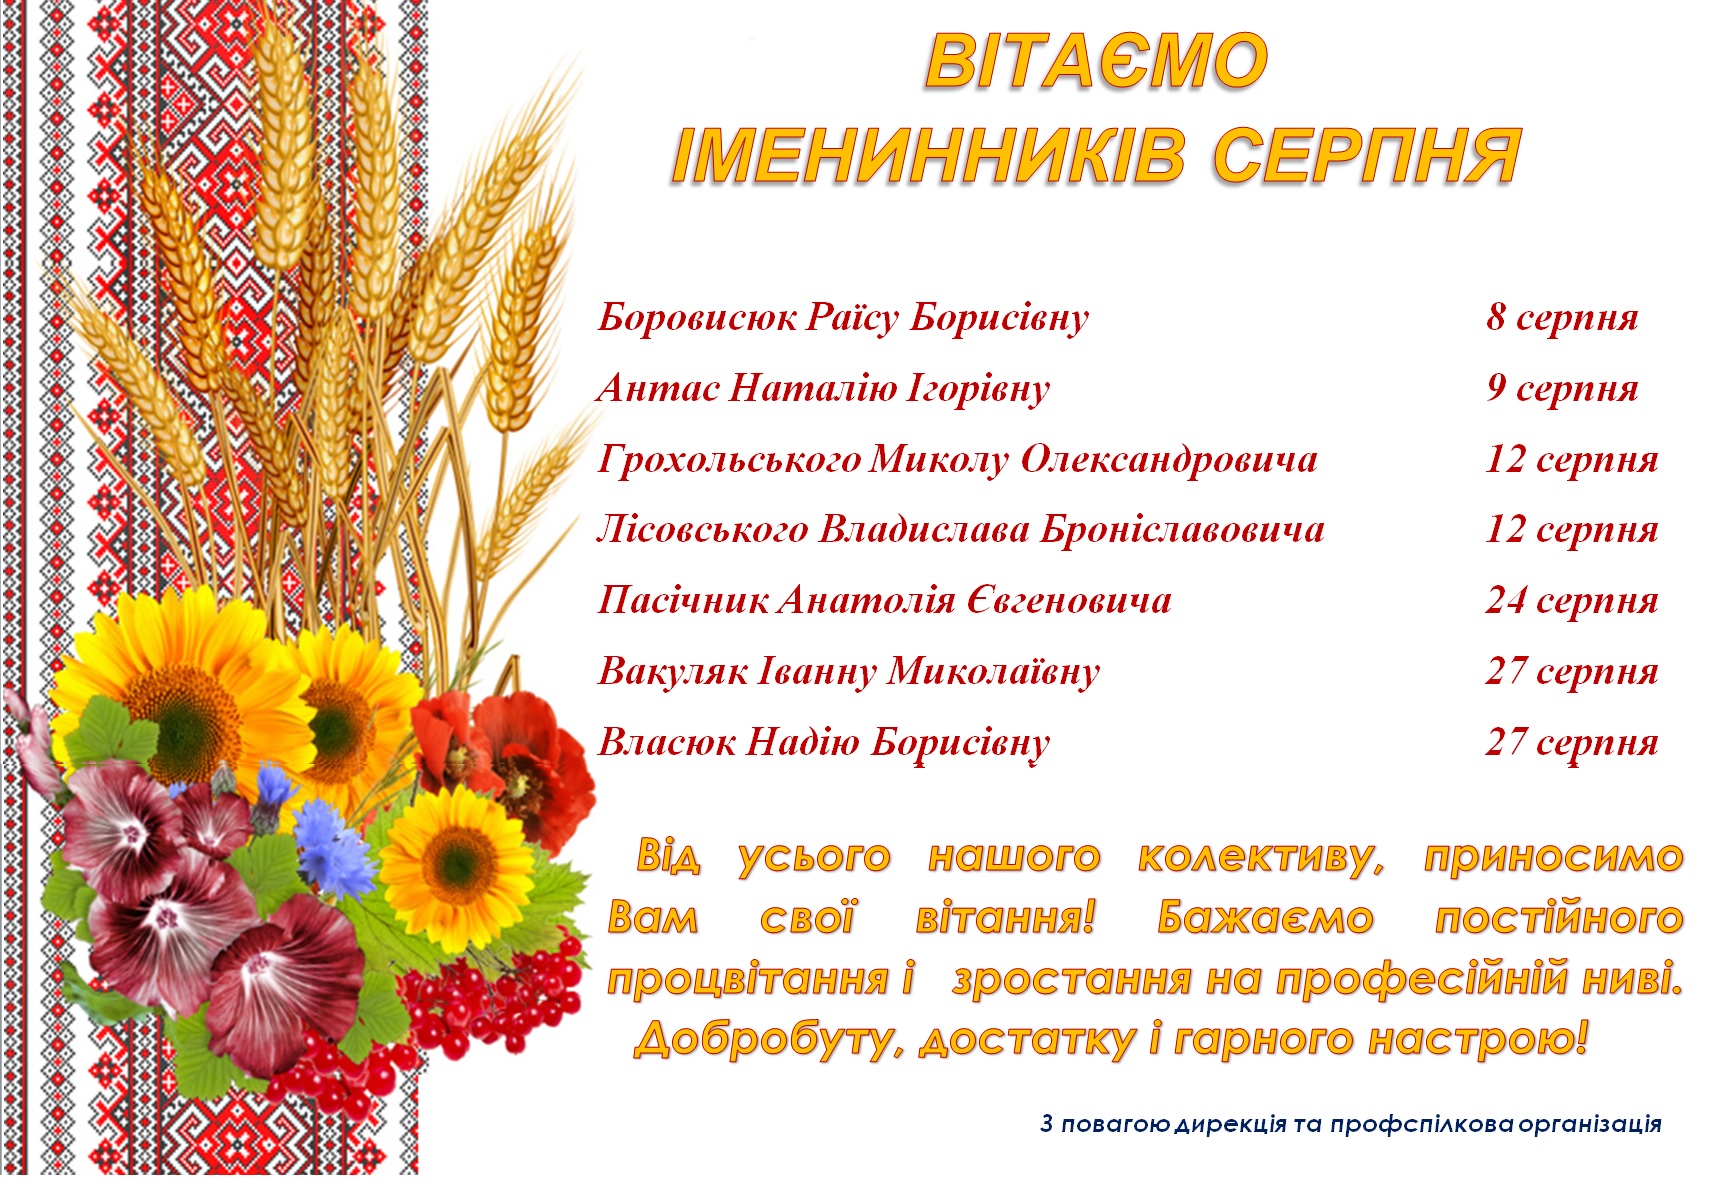 ВІТАЄМО
ІМЕНИННИКІВ СЕРПНЯ
Боровисюк Раїсу Борисівну 8 серпня
Антас Наталію Ігорівну 9 серпня
Грохольського Миколу Олександровича 12 серпня
Лісовського Владислава Броніславовича 12 серпня
Пасічник Анатолія Євгеновича 24 серпня
Вакуляк Іванну Миколаївну 27 серпня
Власюк Надію Борисівну 27 серпня
Від усього нашого колективу, приносимо
Вам свої вітання! Бажаємо постійного
процвітання і зростання на професійній ниві.
Добробуту, достатку і гарного настрою!
З повагою дирекція та профспілкова організація